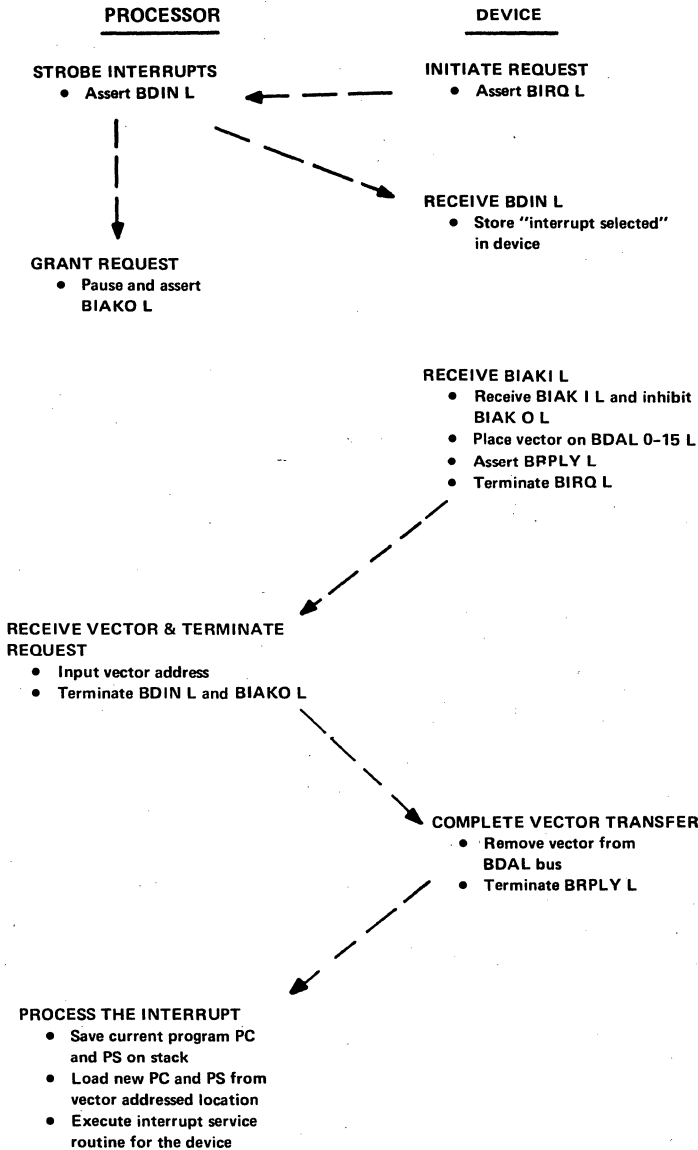 PROCESSOR
DEVICE
STROBE INTERRUPTS
● Assert BDIN L
INITIATE REQUEST
● Assert BIRQ L
RECEIVE BDIN L
● Store "interrupt selected"
in device
GRANT REQUEST
● Pause and assert
BIAKO L
RECEIVE BIAKI L
● Receive BIAK I L and inhibit
BIAK O L
● Place vector on BDAL 0-15 L
● Assert BRPLY L
● Terminate BIRQ L
RECEIVE VECTOR & TERMINATE
REQUEST
● Input vector address
● Terminate BDIN L and BIAKO L
COMPLETE VECTOR TRANSFER
● Remove vector from
BDAL bus
● Terminate BRPLY L
PROCESS THE INTERRUPT
● Save current program PC
and PS on stack
● Load new PC and PS from
vector addressed location
● Execute interrupt service
routine for the device